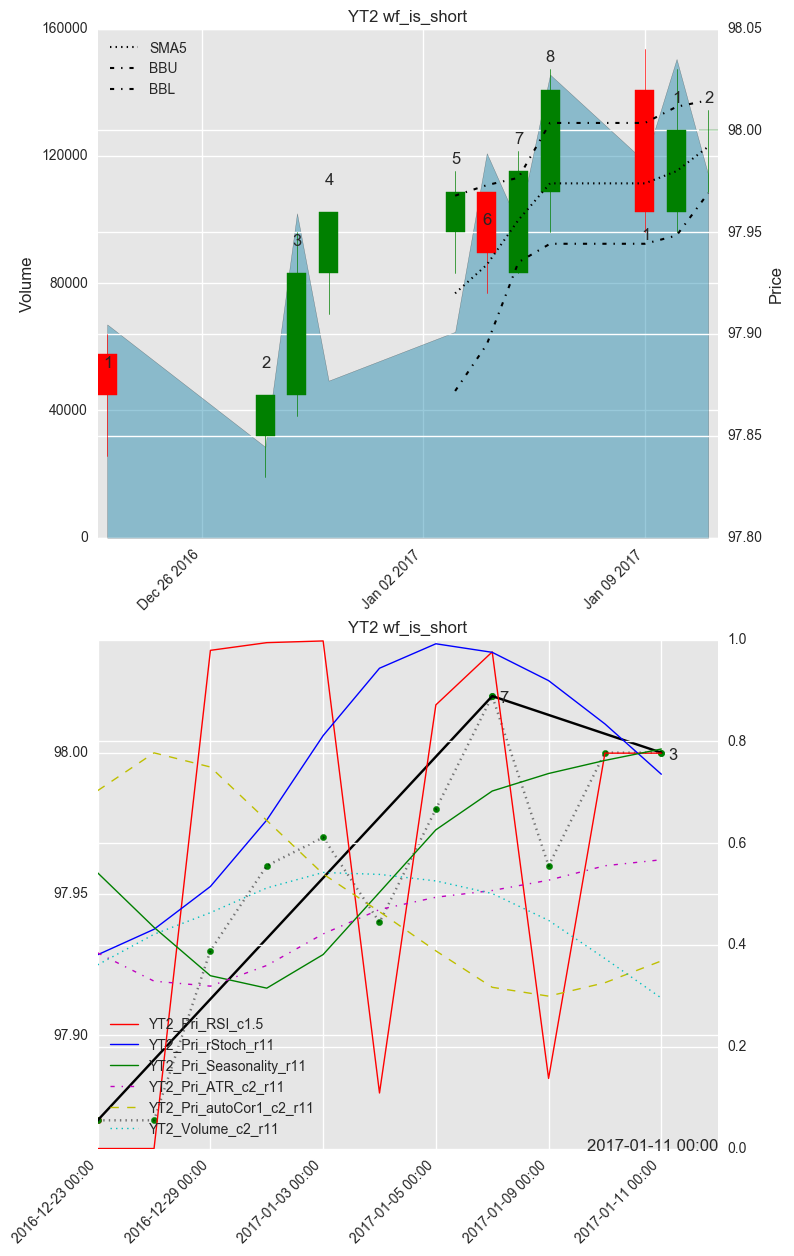 YT2 wf_is_short
160000
98.05
SMA5
BBU
BBL
8
1
2
98.00
120000
7
5
4
6
3
97.95
1
Volume
80000
Price
97.90
1
2
40000
97.85
0
97.80
Dec 26 2016
Jan 02 2017
Jan 09 2017
YT2 wf_is_short
1.0
7
98.00
3
0.8
0.6
97.95
0.4
97.90
0.2
YT2_Pri_RSI_c1.5
YT2_Pri_rStoch_r11
YT2_Pri_Seasonality_r11
YT2_Pri_ATR_c2_r11
YT2_Pri_autoCor1_c2_r11
YT2_Volume_c2_r11
2017-01-11 00:00
0.0
2016-12-23 00:00
2016-12-29 00:00
2017-01-03 00:00
2017-01-05 00:00
2017-01-09 00:00
2017-01-11 00:00